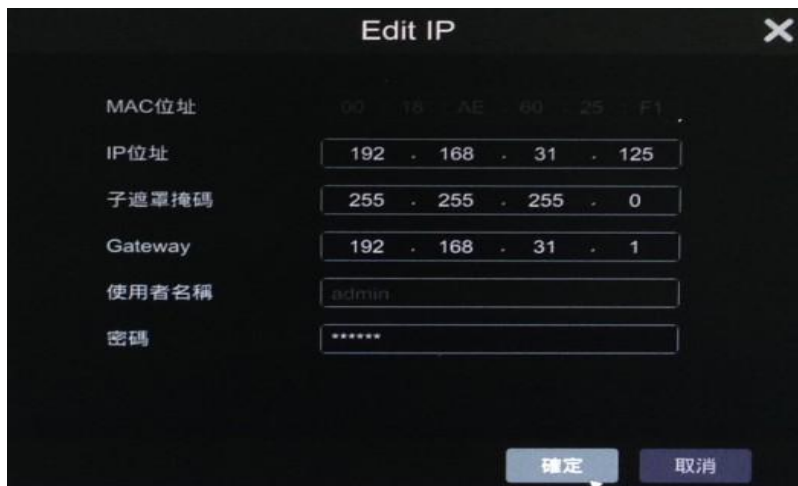 Edit IP
MAC位址 00 : 18 : AE : 60 : 25 : F1
IP位址 192 . 168 . 31 . 125
子遮罩掩碼 255 . 255 . 255 . 0
Gateway 192 . 168 . 31 . 1
使用者名稱 admin
密碼 ******
確定 取消